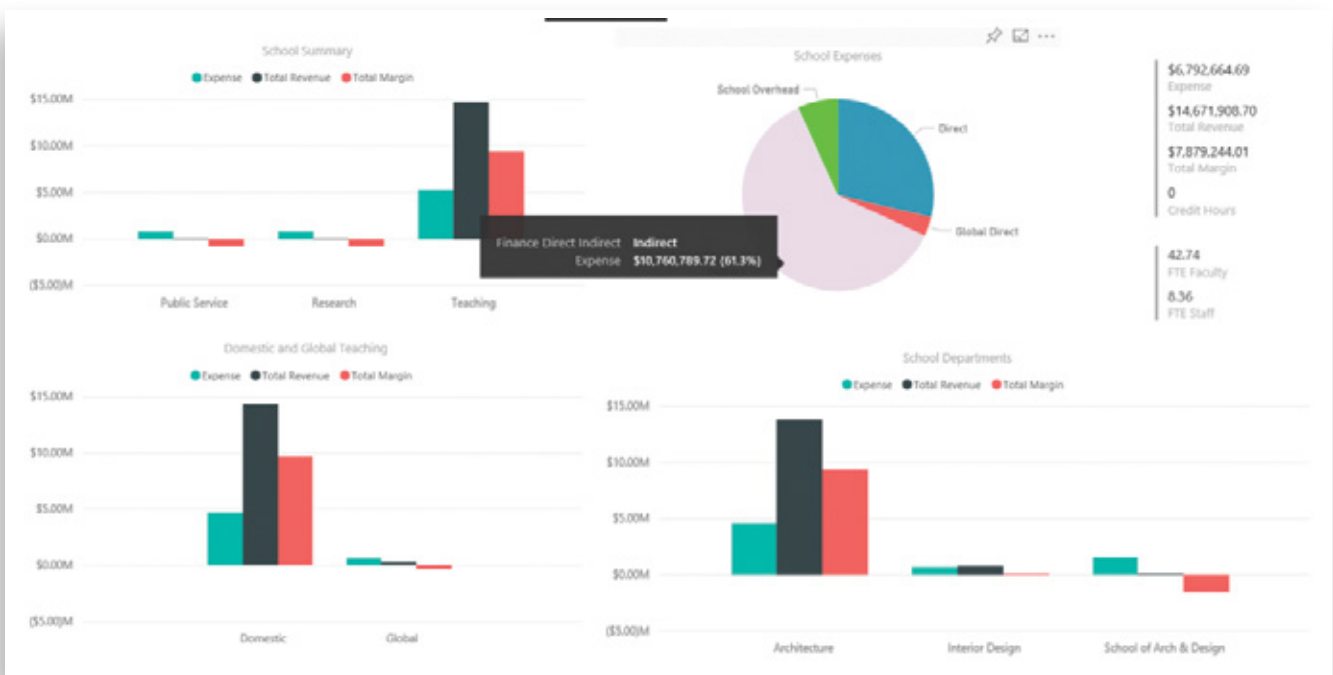 School Summary
Expense Total Revenue Total Margin
$15.00M
$10.00M
$5.00M
$0.00M
($5.00)M
Public Service Research Teaching
School Expenses
School Overhead
Direct
Global Direct
Finance Direct Indirect Indirect
Expense $10,760,789.72 (61.3%)
$6,792,664.69
Expense
$14,671,908.70
Total Revenue
$7,879,244.01
Total Margin
0
Credit Hours
42.74
FTE Faculty
8.36
FTE Staff
Domestic and Global Teaching
Expense Total Revenue Total Margin
$15.00M
$10.00M
$5.00M
$0.00M
($5.00)M
Domestic Global
School Departments
Expense Total Revenue Total Margin
$15.00M
$10.00M
$5.00M
$0.00M
($5.00)M
Architecture Interior Design School of Arch & Design